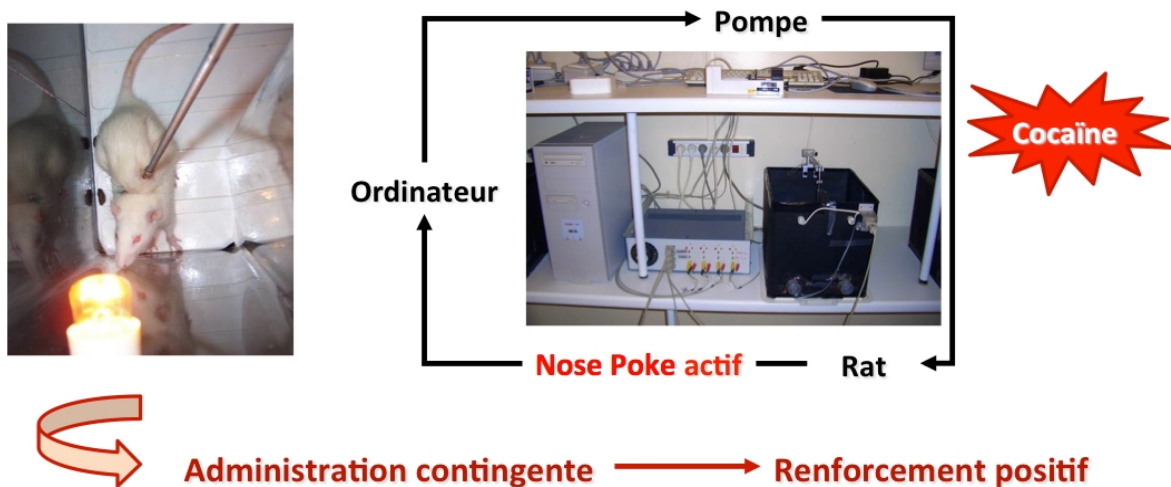 Pompe
Cocaïne
Ordinateur
Nose Poke actif
Rat
Administration contingente
Renforcement positif